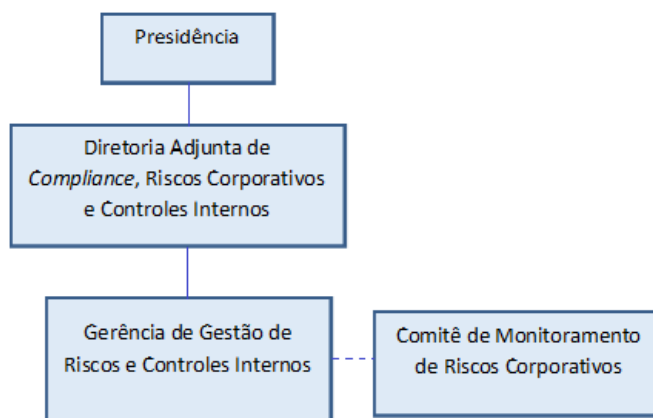 Presidência
Diretoria Adjunta de
Compliance, Riscos Corporativos
e Controles Internos
Gerência de Gestão de
Riscos e Controles Internos
Comitê de Monitoramento
de Riscos Corporativos